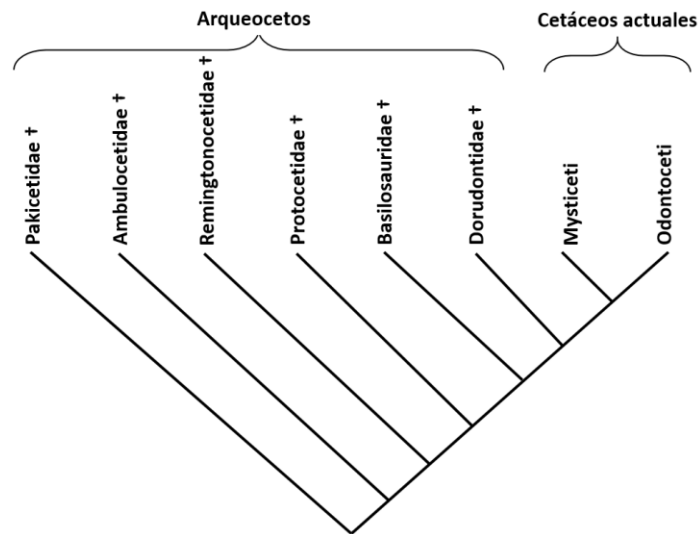 Arqueocetos
Cetáceos actuales
Pakicetidae †
Ambulocetidae †
Remingtonocetidae †
Protocetidae †
Basilosauridae †
Dorudontidae †
Mysticeti
Odontoceti